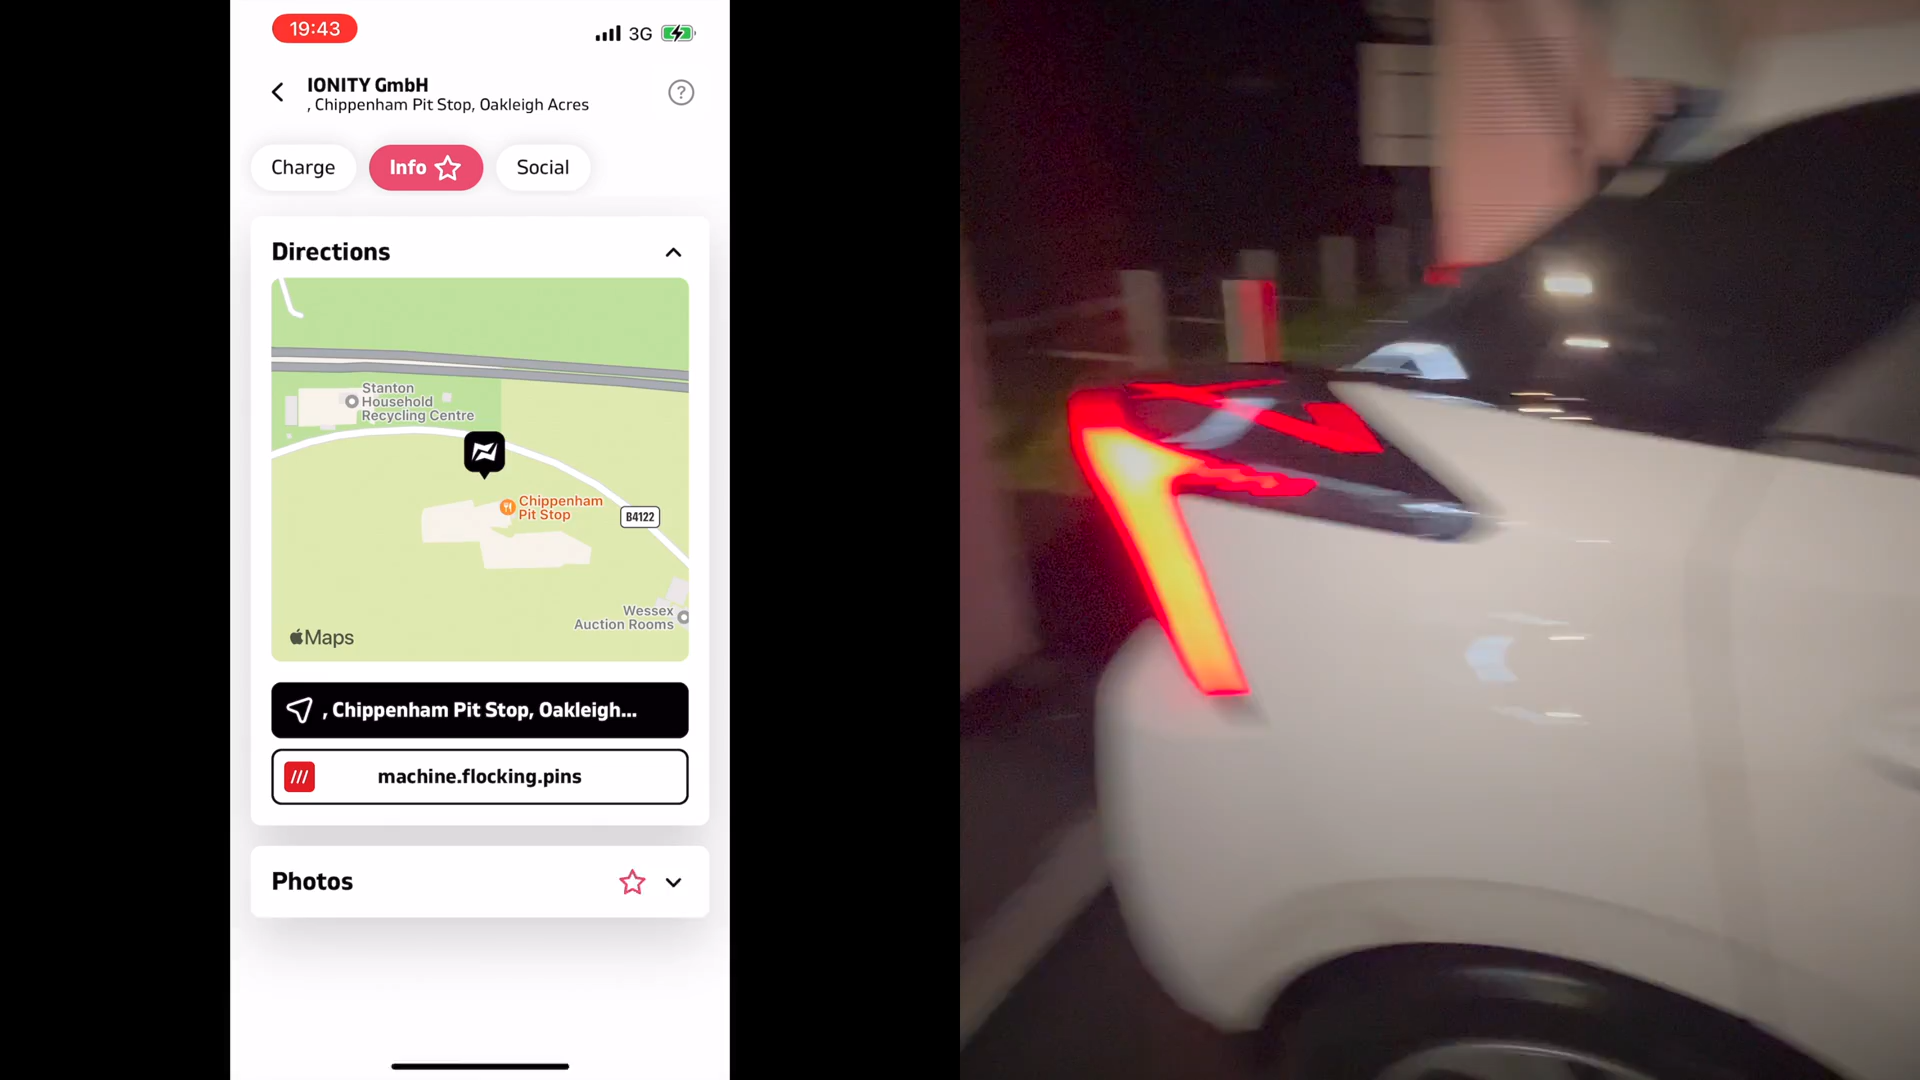 19:43
3G
IONITY GmbH
, Chippenham Pit Stop, Oakleigh Acres
?
Charge
Info
Social
Directions
Stanton
Household
Recycling Centre
Chippenham
Pit Stop
B4122
Wessex
Auction Rooms
Maps
, Chippenham Pit Stop, Oakleigh...
///
machine.flocking.pins
Photos